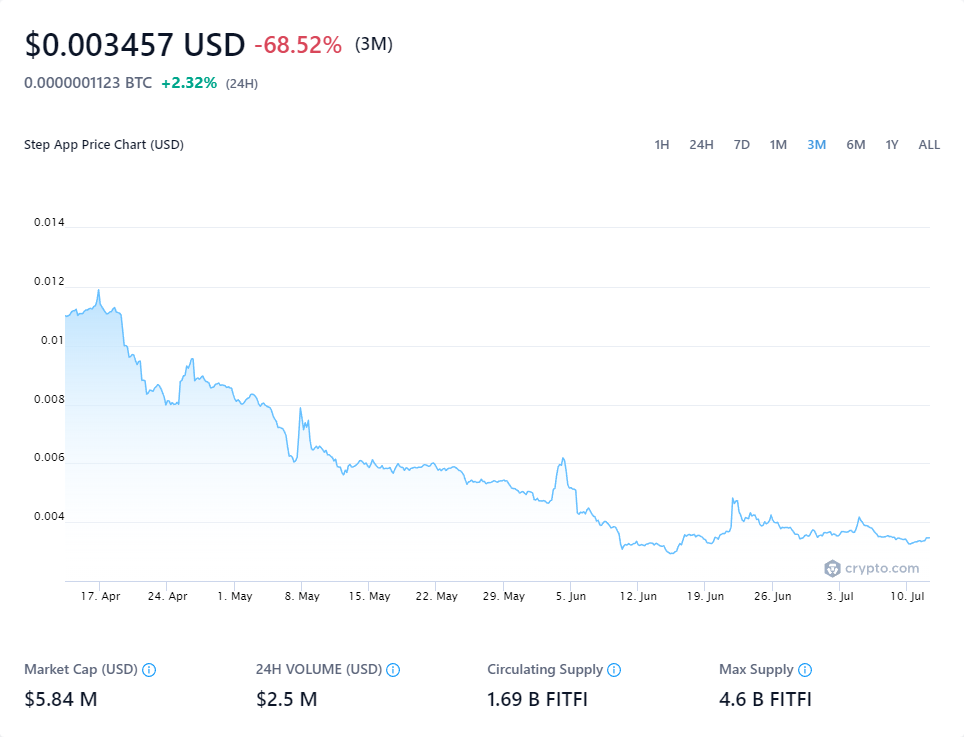 $0.003457 USD -68.52% (3M)
0.0000001123 BTC +2.32% (24H)
Step App Price Chart (USD) 1H 24H 7D 1M 3M 6M 1Y ALL
0.014
0.012
0.01
0.008
0.006
0.004
crypto.com
17. Apr 24. Apr 1. May 8. May 15. May 22. May 29. May 5. Jun 12. Jun 19. Jun 26. Jun 3. Jul 10. Jul
Market Cap (USD) 24H VOLUME (USD) Circulating Supply Max Supply
$5.84 M $2.5 M 1.69 B FITFI 4.6 B FITFI